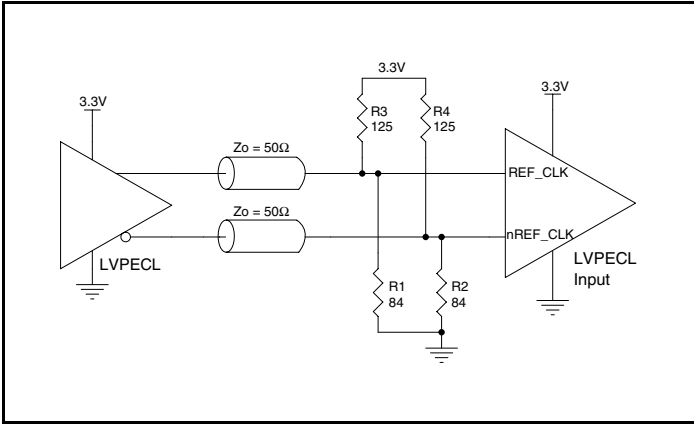 3.3V
3.3V
3.3V
R3
125
R4
125
Zo = 50Ω
REF_CLK
Zo = 50Ω
nREF_CLK
LVPECL
LVPECL
Input
R1
84
R2
84